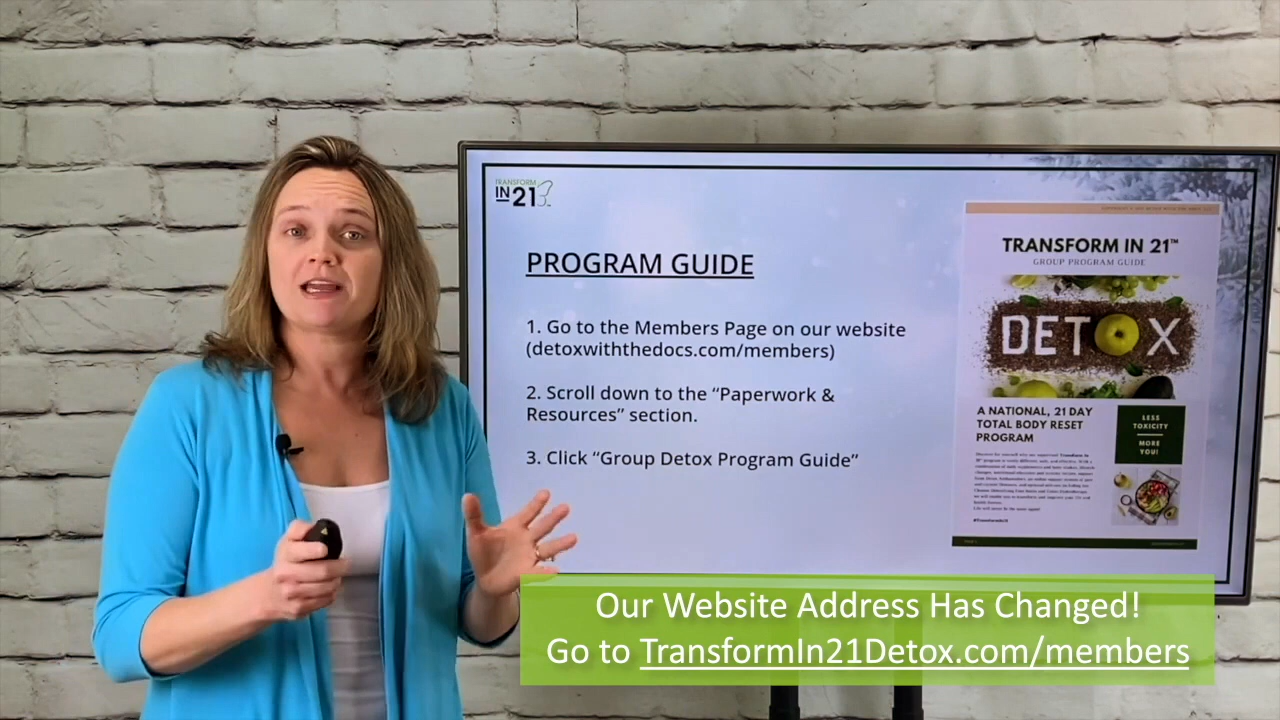 TRANSFORM
IN 21
PROGRAM GUIDE
1. Go to the Members Page on our website
(detoxwiththedocs.com/members)
2. Scroll down to the “Paperwork &
Resources” section.
3. Click “Group Detox Program Guide”
TRANSFORM IN 21™
GROUP PROGRAM GUIDE
DETOX
A NATIONAL, 21 DAY
TOTAL BODY RESET
PROGRAM
LESS
TOXICITY
MORE
YOU!
Our Website Address Has Changed!
Go to TransformIn21Detox.com/members